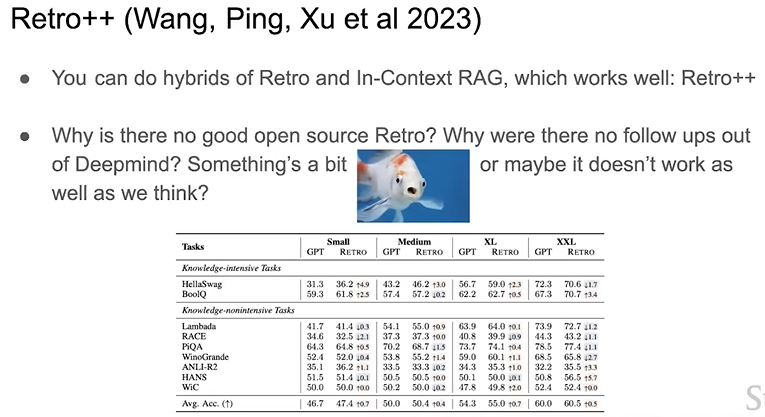 Retro++ (Wang, Ping, Xu et al 2023)
● You can do hybrids of Retro and In-Context RAG, which works well: Retro++
● Why is there no good open source Retro? Why were there no follow ups out
of Deepmind? Something's a bit or maybe it doesn't work as
well as we think?
Tasks Small Medium XL XXL
GPT RETRO GPT RETRO GPT RETRO GPT RETRO
Knowledge-intensive Tasks
HellaSwag 31.3 36.2 ↑4.9 43.2 46.2 ↑3.0 56.7 59.0 ↑2.3 72.3 70.6 ↓1.7
BoolQ 59.3 61.8 ↑2.5 57.4 57.2 ↓0.2 62.2 62.7 ↑0.5 67.3 70.7 ↑3.4
Knowledge-nonintensive Tasks
Lambada 41.7 41.4 ↓0.3 54.1 55.0 ↑0.9 63.9 64.0 ↑0.1 73.9 72.7 ↓1.2
RACE 34.6 32.5 ↓2.1 37.3 37.3 ↑0.0 40.8 39.9 ↓0.9 44.3 43.2 ↓1.1
PiQA 64.3 64.8 ↑0.5 70.2 68.7 ↓1.5 73.7 74.1 ↑0.4 78.5 77.4 ↓1.1
WinoGrande 52.4 52.0 ↓0.4 53.8 55.2 ↑1.4 59.0 60.1 ↑1.1 68.5 65.8 ↓2.7
ANLI-R2 35.1 36.2 ↑1.1 33.5 33.3 ↓0.2 34.3 35.3 ↑1.0 32.2 35.5 ↑3.3
HANS 51.5 51.4 ↓0.1 50.5 50.5 ↑0.0 50.1 50.0 ↓0.1 50.8 56.5 ↑5.7
WiC 50.0 50.0 ↑0.0 50.2 50.0 ↓0.2 47.8 49.8 ↑2.0 52.4 52.4 ↑0.0
Avg. Acc. (↑) 46.7 47.4 ↑0.7 50.0 50.4 ↑0.4 54.3 55.0 ↑0.7 60.0 60.5 ↑0.5